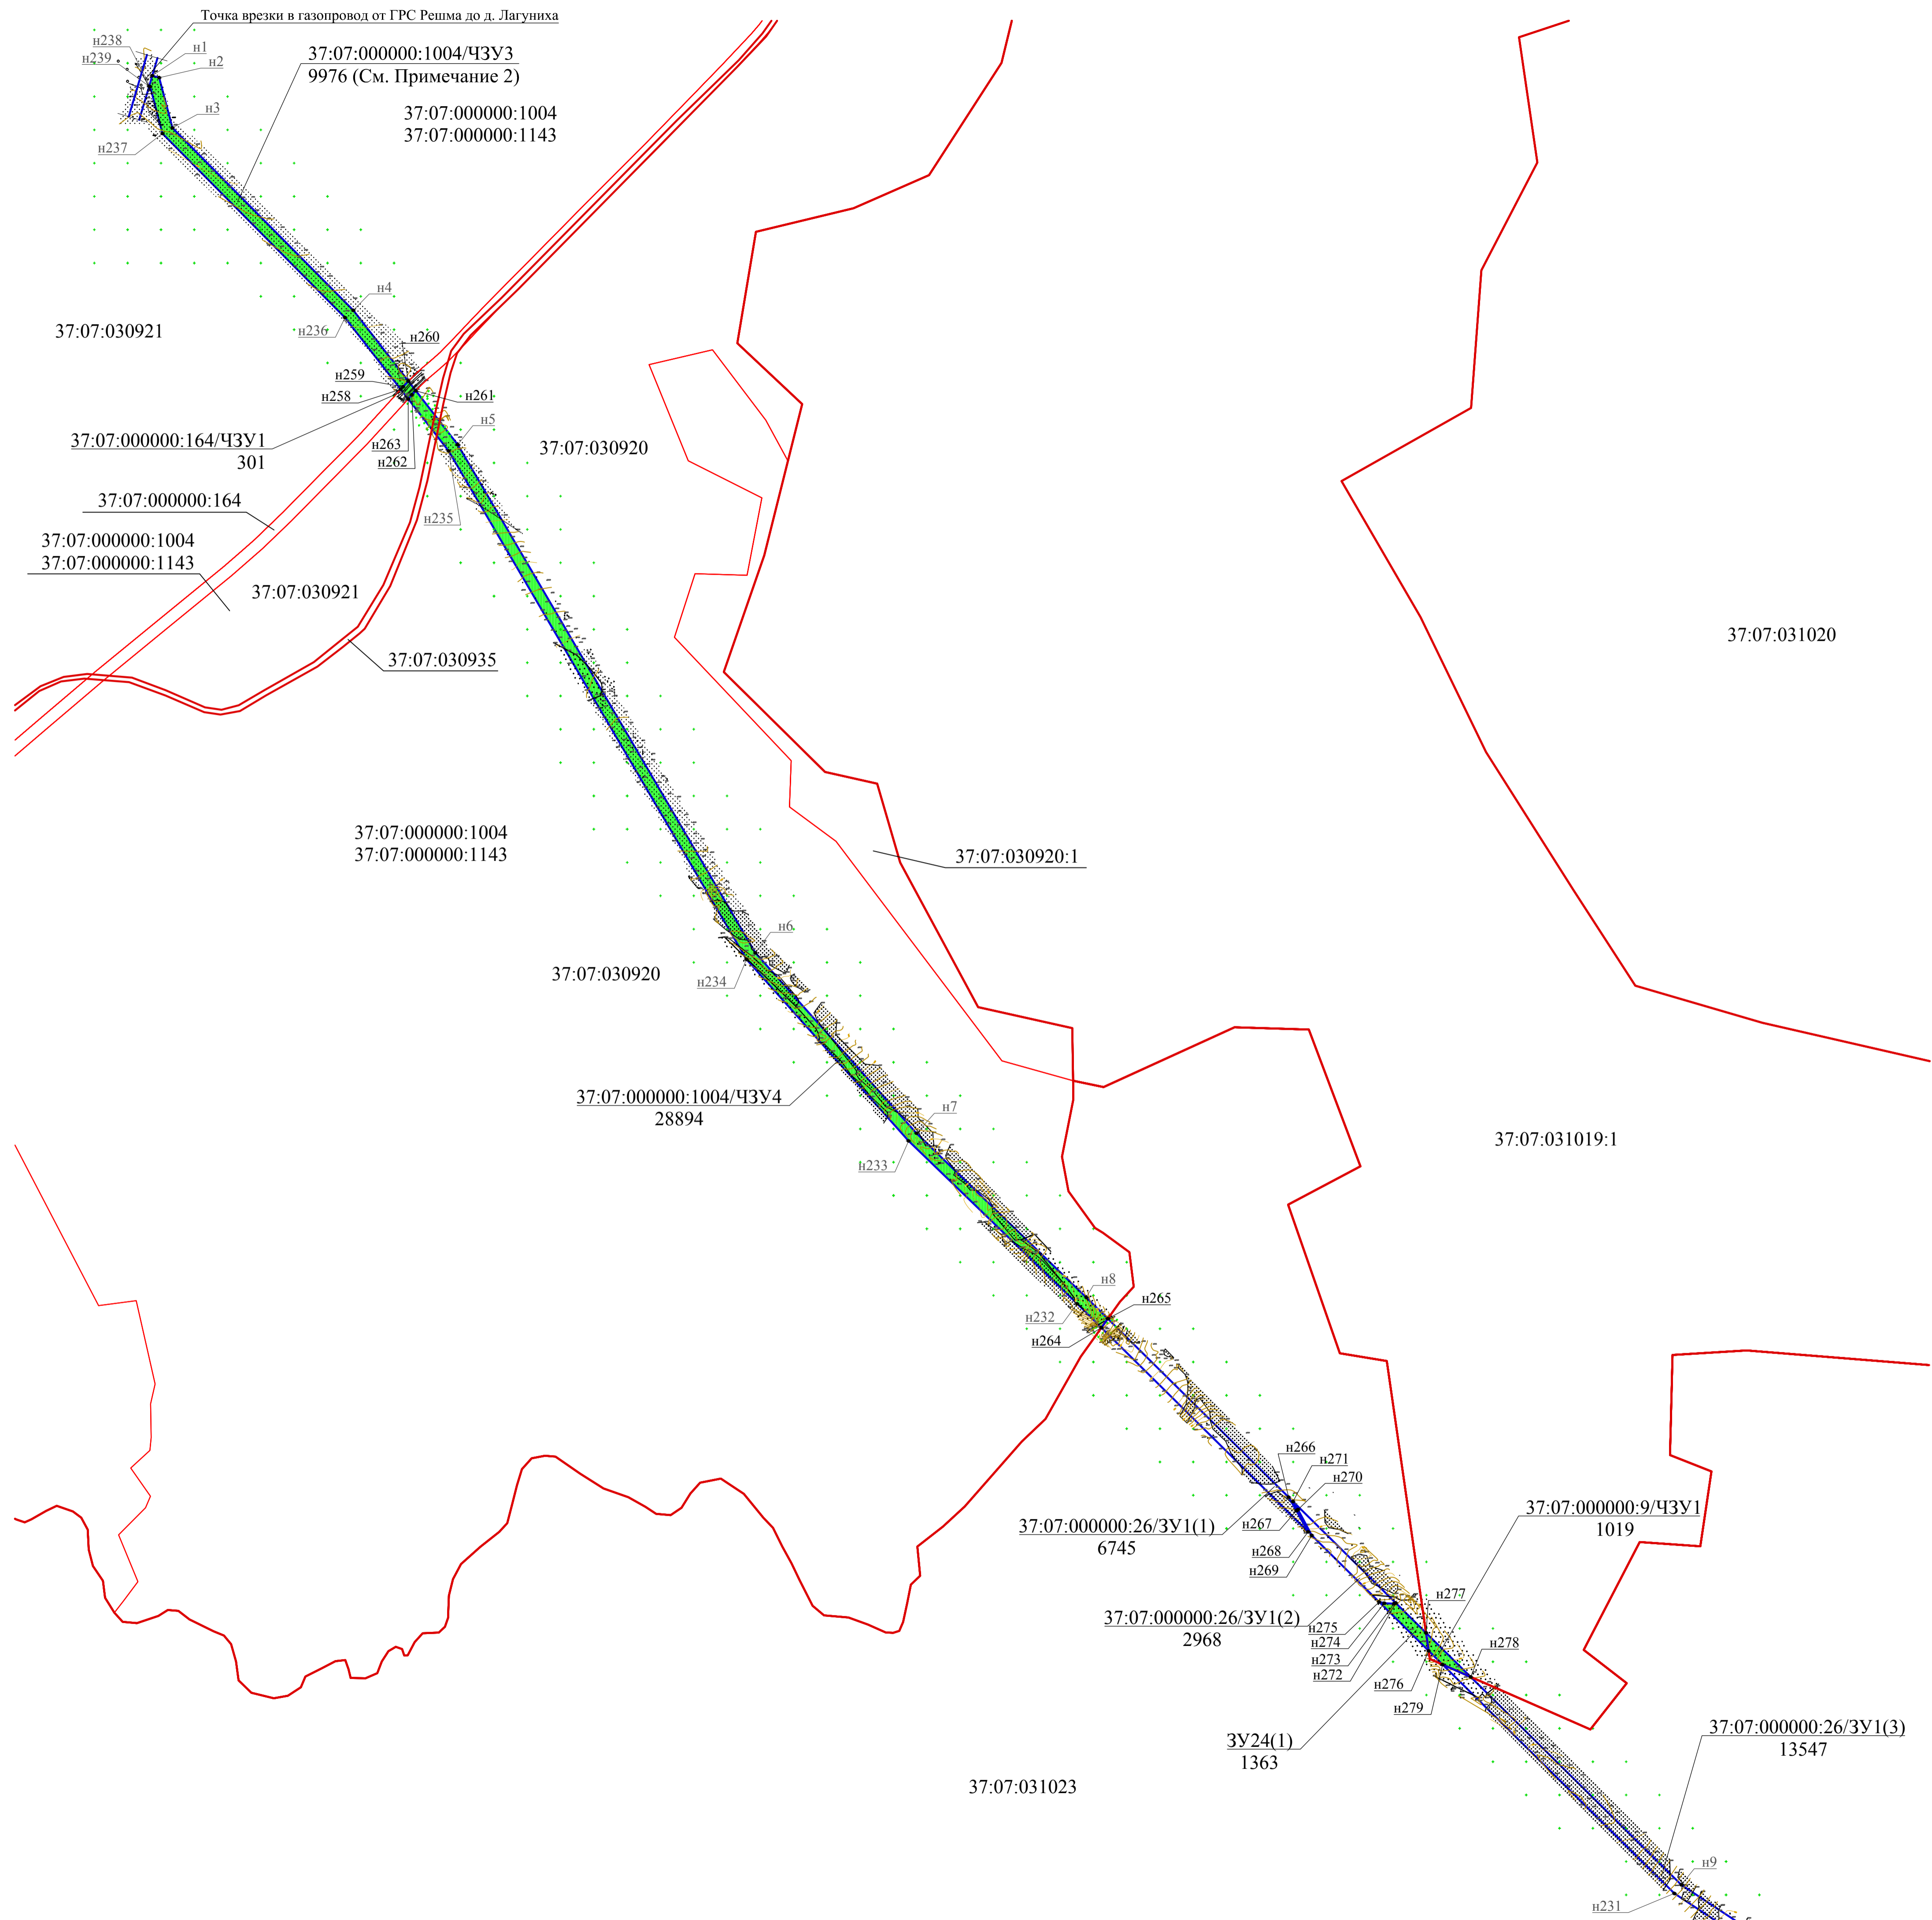 Точка врезки в газопровод от ГРС Решма до д. Лагуниха
н238
н1
н239
н2
37:07:000000:1004/ЧЗУ3
9976 (См. Примечание 2)
н3
37:07:000000:1004
37:07:000000:1143
н237
н4
37:07:030921
н236
н260
н259
н258
н261
н5
37:07:000000:164/ЧЗУ1
301
н263
н262
37:07:030920
37:07:000000:164
н235
37:07:000000:1004
37:07:000000:1143
37:07:030921
37:07:031020
37:07:030935
37:07:000000:1004
37:07:000000:1143
37:07:030920:1
н6
37:07:030920
н234
37:07:000000:1004/ЧЗУ4
28894
н7
37:07:031019:1
н233
н8
н265
н232
н264
н266
н271
н270
37:07:000000:9/ЧЗУ1
1019
37:07:000000:26/ЗУ1(1)
6745
н267
н268
н269
н277
37:07:000000:26/ЗУ1(2)
2968
н275
н274
н273
н272
н278
н276
н279
37:07:000000:26/ЗУ1(3)
13547
ЗУ24(1)
1363
37:07:031023
н9
н231